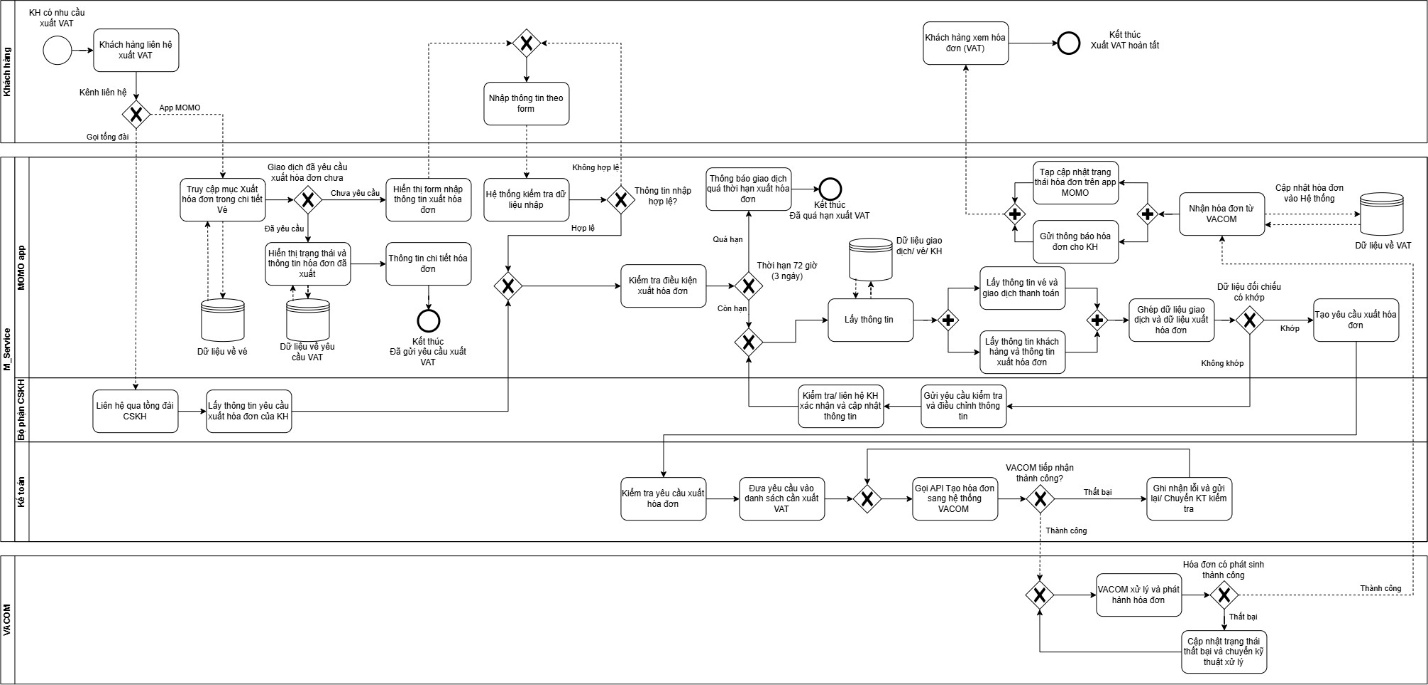 KH có nhu cầu
xuất VAT
Khách hàng
Khách hàng liên hệ
xuất VAT
Kênh liên hệ
App MOMO
Gọi tổng đài
Nhập thông tin theo
form
Khách hàng xem hóa
đơn (VAT)
Kết thúc
Xuất VAT hoàn tất
M_Service
MOMO app
Truy cập mục Xuất
hóa đơn trong chi tiết
Vé
Giao dịch đã yêu cầu
xuất hóa đơn chưa
Chưa yêu cầu
Hiển thị form nhập
thông tin xuất hóa
đơn
Đã yêu cầu
Hiển thị trạng thái và
thông tin hóa đơn đã
xuất
Thông tin chi tiết hóa
đơn
Dữ liệu về vé
Dữ liệu về yêu
cầu VAT
Kết thúc
Đã gửi yêu cầu xuất
VAT
Hệ thống kiểm tra dữ
liệu nhập
Không hợp lệ
Thông tin nhập
hợp lệ?
Hợp lệ
Kiểm tra điều kiện
xuất hóa đơn
Thông báo giao dịch
quá thời hạn xuất hóa
đơn
Kết thúc
Đã quá hạn xuất VAT
Quá hạn
Thời hạn 72 giờ
(3 ngày)
Còn hạn
Dữ liệu giao
dịch/ vé/ KH
Lấy thông tin
Lấy thông tin vé và
giao dịch thanh toán
Lấy thông tin khách
hàng và thông tin
xuất hóa đơn
Ghép dữ liệu giao
dịch và dữ liệu xuất
hóa đơn
Dữ liệu đối chiếu
có khớp
Khớp
Không khớp
Tạo yêu cầu xuất hóa
đơn
Tạp cập nhật trạng
thái hóa đơn trên app
MOMO
Gửi thông báo hóa
đơn cho KH
Nhận hóa đơn từ
VACOM
Cập nhật hóa đơn
vào Hệ thống
Dữ liệu về VAT
Bộ phận CSKH
Liên hệ qua tổng đài
CSKH
Lấy thông tin yêu cầu
xuất hóa đơn của KH
Kiểm tra/ liên hệ KH
xác nhận và cập nhật
thông tin
Gửi yêu cầu kiểm tra
và điều chỉnh thông
tin
Kế toán
Kiểm tra yêu cầu xuất
hóa đơn
Đưa yêu cầu vào
danh sách cần xuất
VAT
Gọi API Tạo hóa đơn
sang hệ thống
VACOM
VACOM tiếp nhận
thành công?
Thất bại
Ghi nhận lỗi và gửi
lại/ Chuyển KT kiểm
tra
Thành công
VACOM
VACOM xử lý và phát
hành hóa đơn
Hóa đơn có phát sinh
thành công
Thành công
Thất bại
Cập nhật trạng thái
thất bại và chuyển kỹ
thuật xử lý